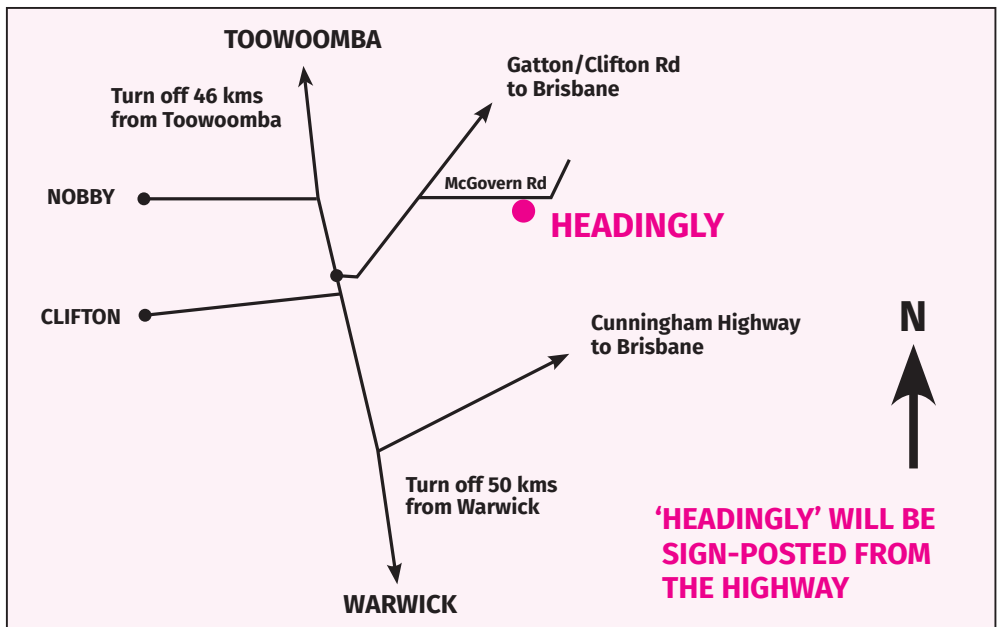 TOOWOOMBA
Gatton/Clifton Rd
to Brisbane
Turn off 46 kms
from Toowoomba
McGovern Rd
NOBBY
HEADINGLY
CLIFTON
Cunningham Highway
to Brisbane
N
Turn off 50 kms
from Warwick
‘HEADINGLY’ WILL BE
SIGN-POSTED FROM
THE HIGHWAY
WARWICK